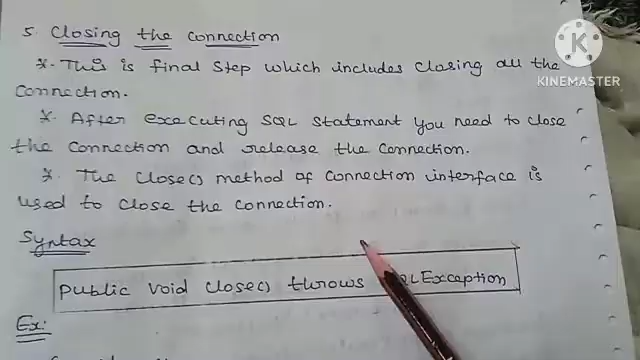 5. Closing the connection
*. This is final step which includes closing all the
connection.
*. After executing SQL statement you need to close
the connection and release the connection.
*. The close() method of connection interface is
used to close the connection.
Syntax
public void close() throws SQLException
Ex:
K
KINEMASTER